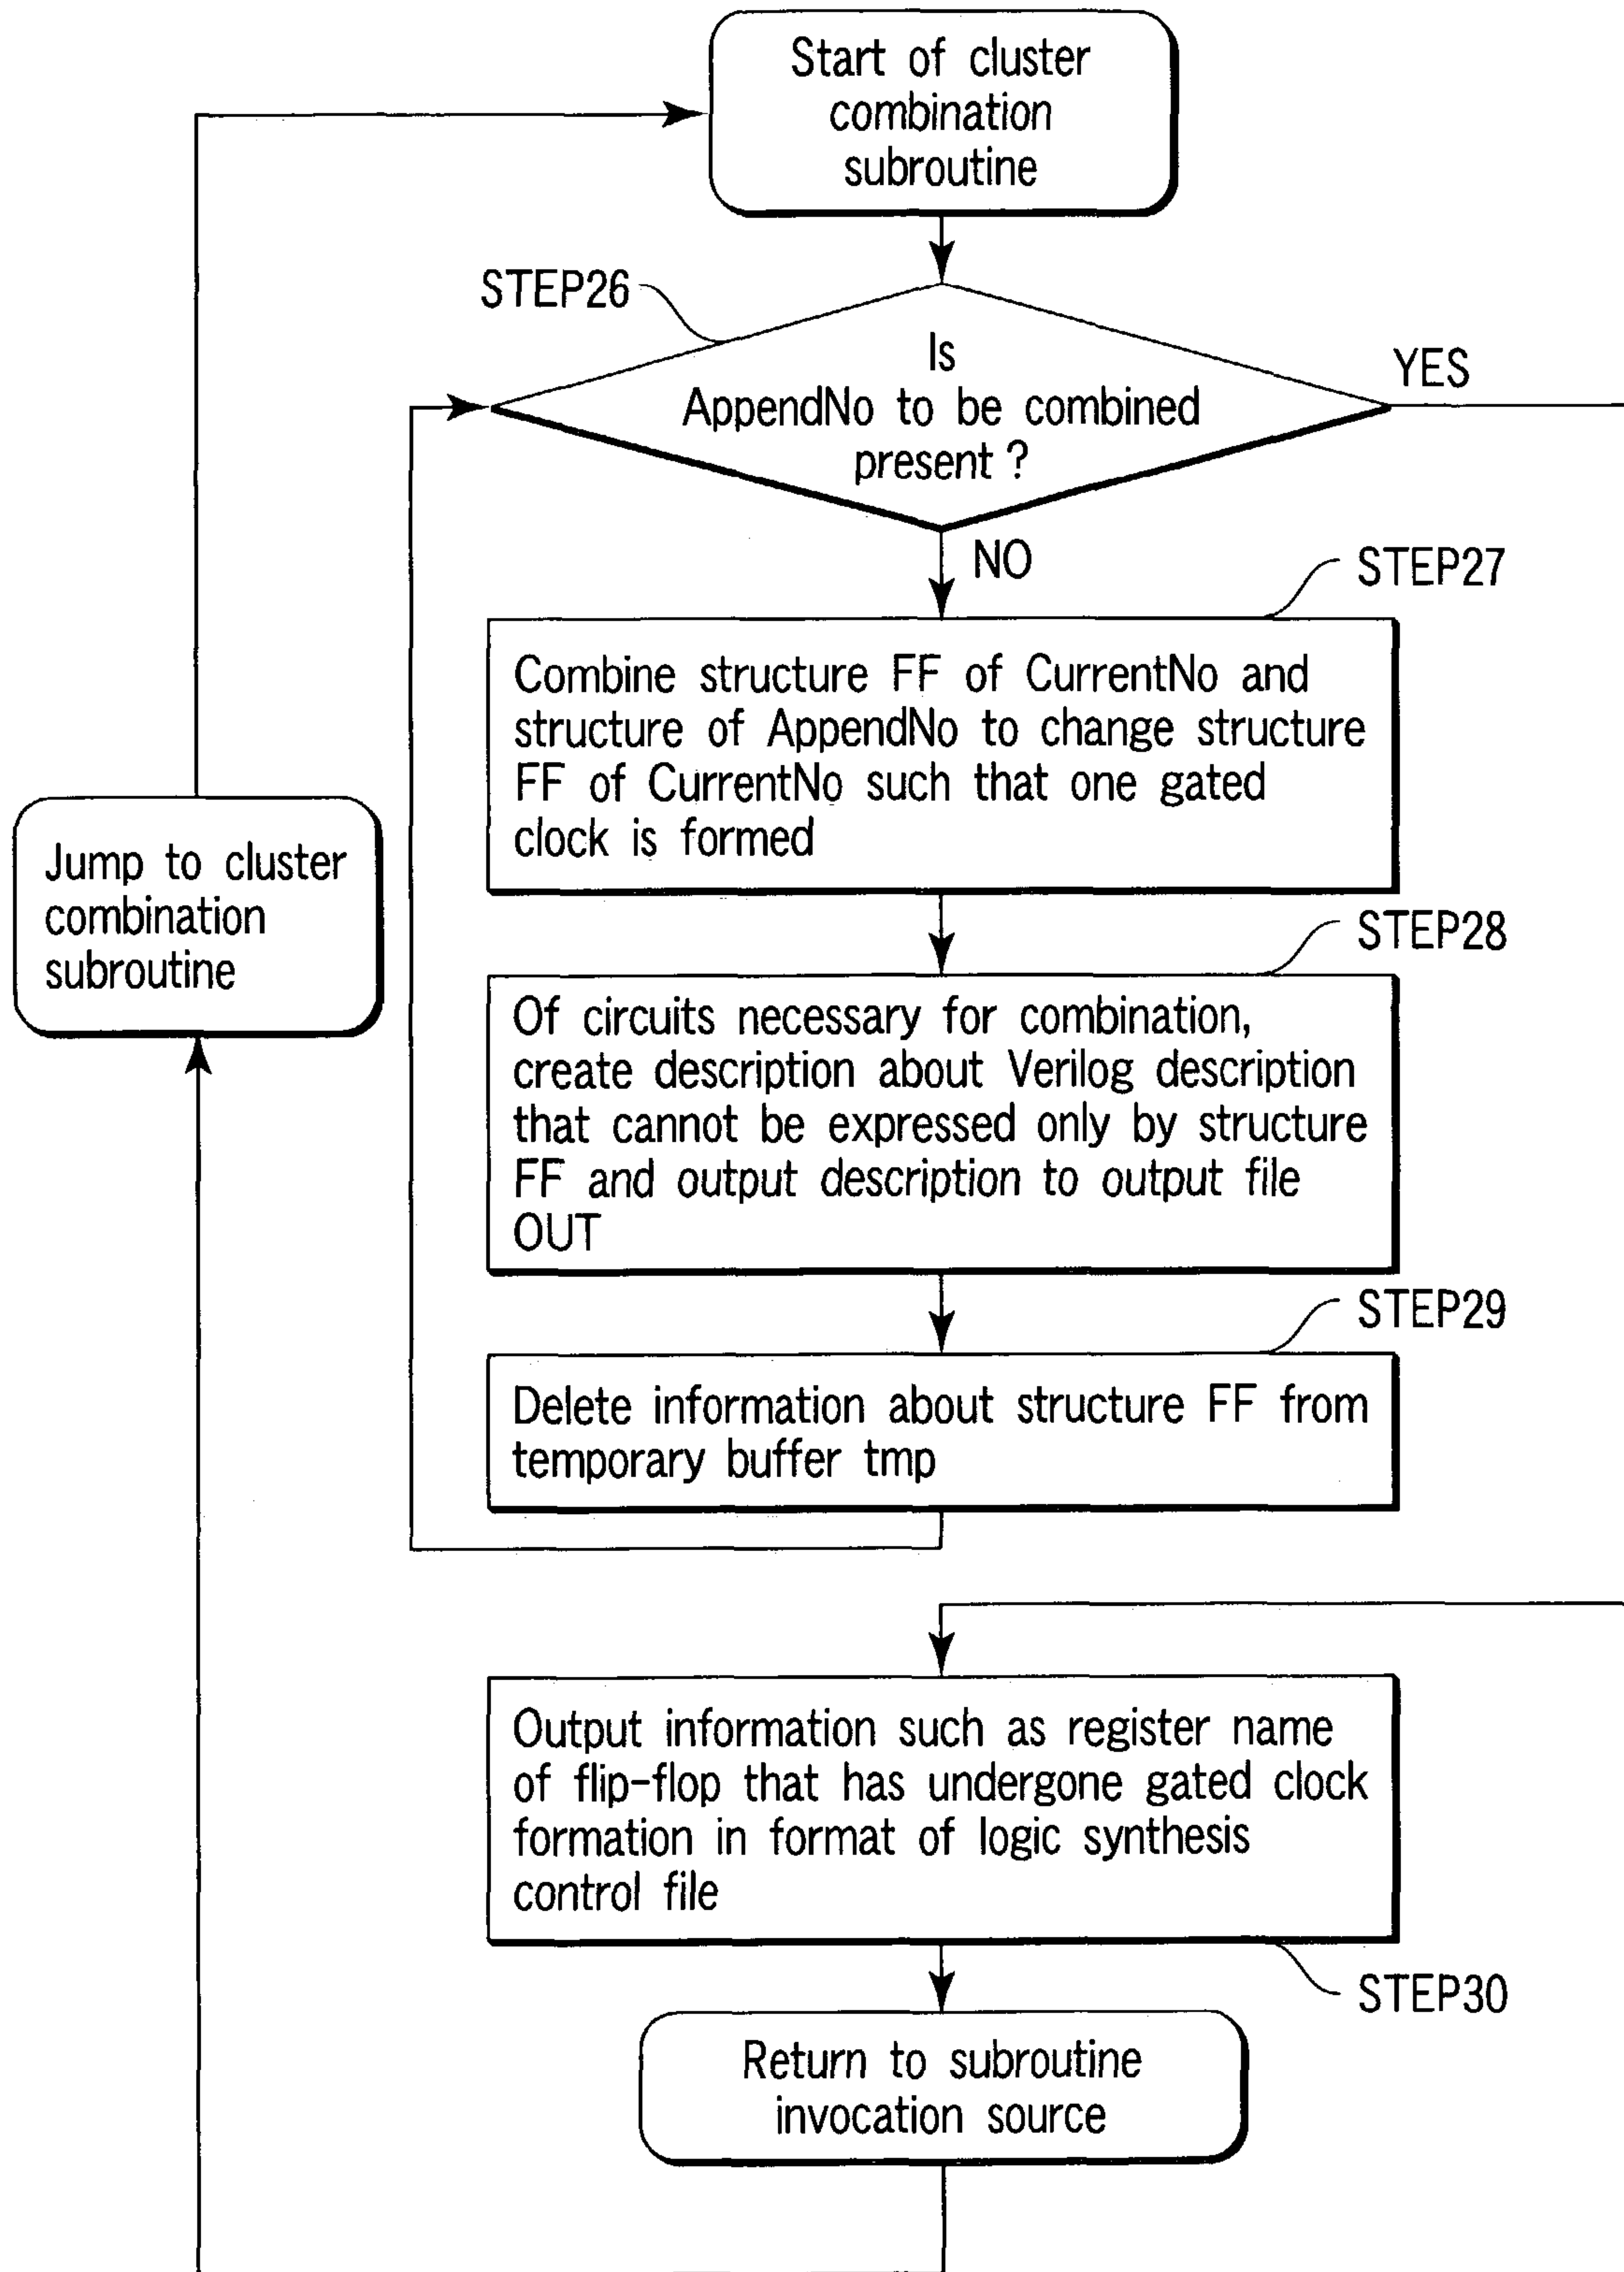 Start of cluster
combination
subroutine
STEP26
Is
AppendNo to be combined
present ?
YES
NO
STEP27
Combine structure FF of CurrentNo and
structure of AppendNo to change structure
FF of CurrentNo such that one gated
clock is formed
Jump to cluster
combination
subroutine
STEP28
Of circuits necessary for combination,
create description about Verilog description
that cannot be expressed only by structure
FF and output description to output file
OUT
STEP29
Delete information about structure FF from
temporary buffer tmp
Output information such as register name
of flip-flop that has undergone gated clock
formation in format of logic synthesis
control file
STEP30
Return to subroutine
invocation source